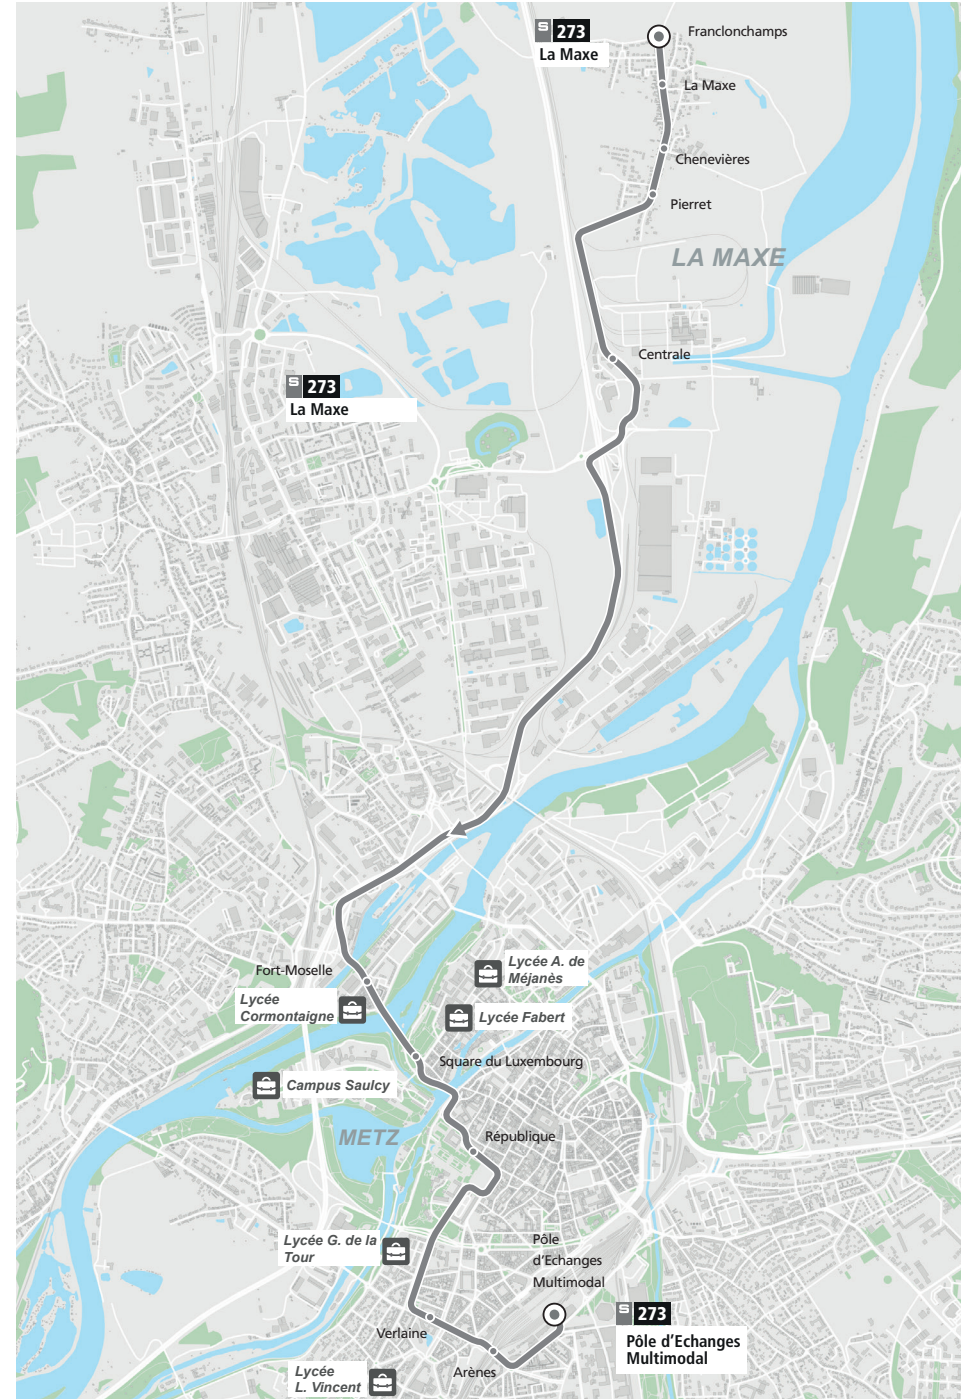 S 273
La Maxe
Franclonchamps
La Maxe
Chenevières
Pierret
LA MAXE
Centrale
S 273
La Maxe
Fort-Moselle
Lycée A. de
Méjanès
Lycée
Cormontaigne
Lycée Fabert
Square du Luxembourg
Campus Saulcy
METZ
République
Lycée G. de la
Tour
Pôle
d'Echanges
Multimodal
S 273
Pôle d'Echanges
Multimodal
Verlaine
Arènes
Lycée
L. Vincent